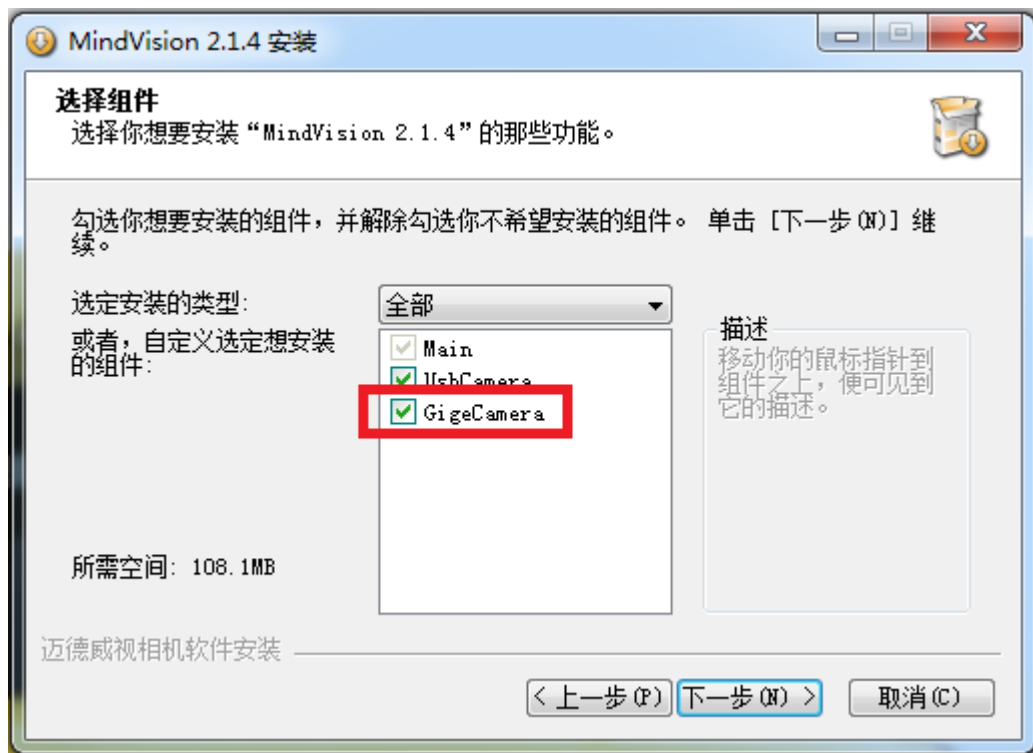 MindVision 2.1.4 安装
选择组件
选择你想要安装“MindVision 2.1.4”的那些功能。
勾选你想要安装的组件，并解除勾选你不希望安装的组件。 单击 [下一步(N)] 继
续。
选定安装的类型:
全部
或者，自定义选定想安装
的组件:
Main
UsbCamera
GigeCamera
描述
移动你的鼠标指针到
组件之上，便可见到
它的描述。
所需空间: 108.1MB
迈德威视相机软件安装
< 上一步(P)
下一步(N) >
取消(C)